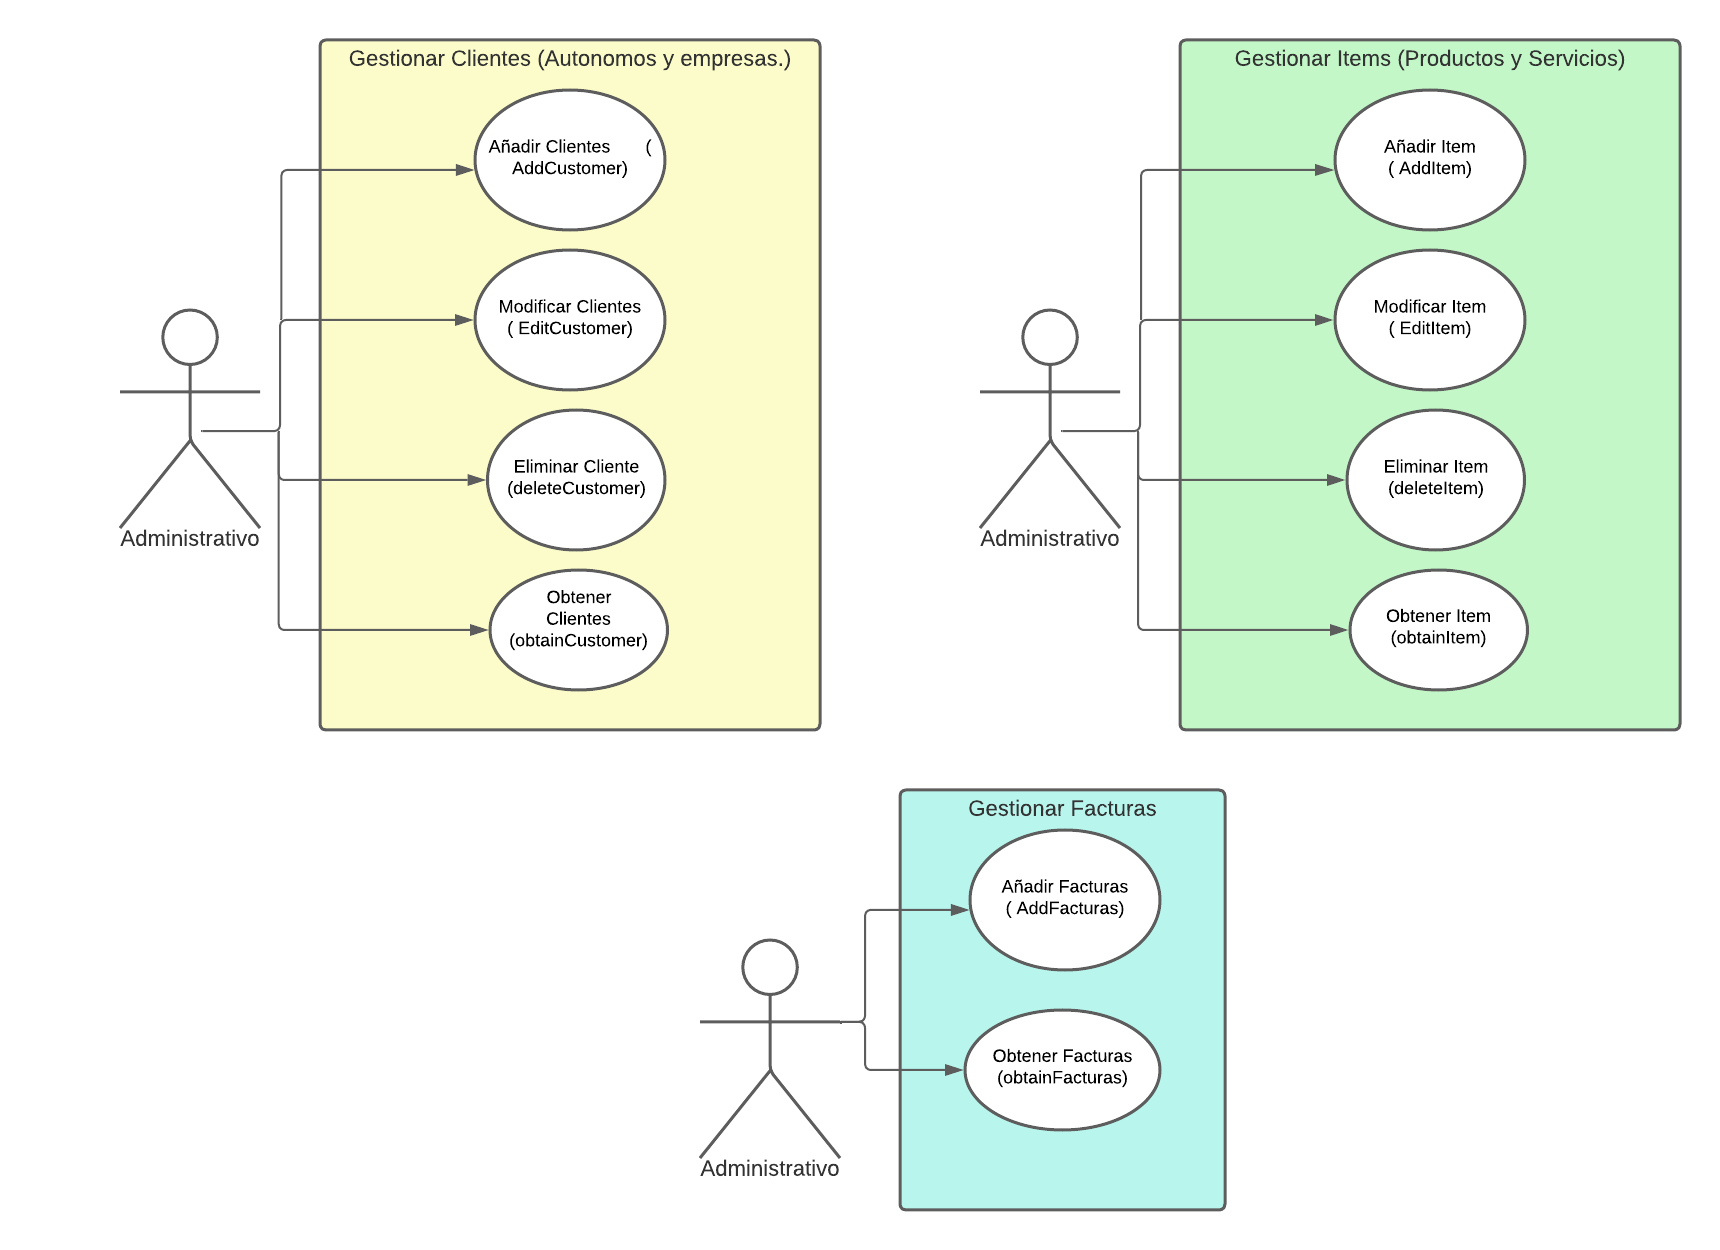 Gestionar Clientes (Autonomos y empresas.)
Añadir Clientes (
AddCustomer)
Modificar Clientes
( EditCustomer)
Eliminar Cliente
(deleteCustomer)
Obtener
Clientes
(obtainCustomer)
Administrativo
Gestionar Items (Productos y Servicios)
Añadir Item
( AddItem)
Modificar Item
( EditItem)
Eliminar Item
(deleteItem)
Obtener Item
(obtainItem)
Administrativo
Gestionar Facturas
Añadir Facturas
( AddFacturas)
Obtener Facturas
(obtainFacturas)
Administrativo